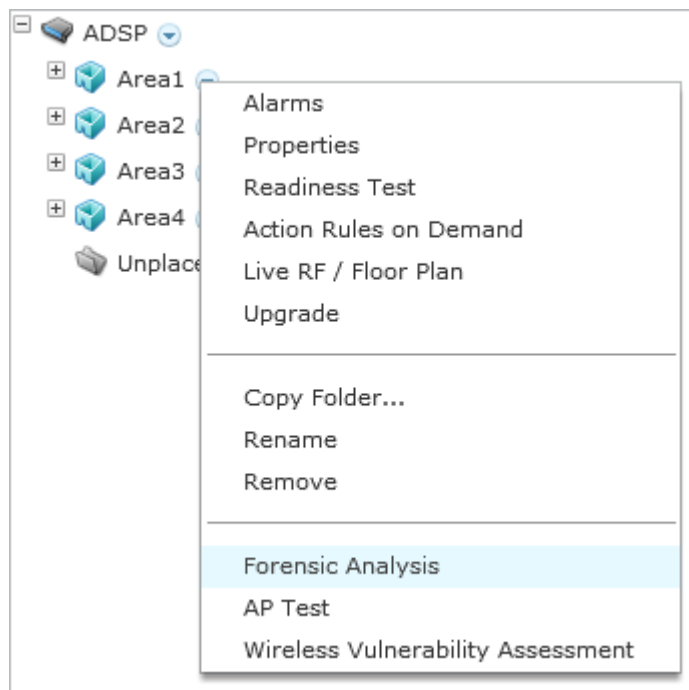 ADSP
Area1
Area2
Area3
Area4
Unplace
Alarms
Properties
Readiness Test
Action Rules on Demand
Live RF / Floor Plan
Upgrade
Copy Folder...
Rename
Remove
Forensic Analysis
AP Test
Wireless Vulnerability Assessment